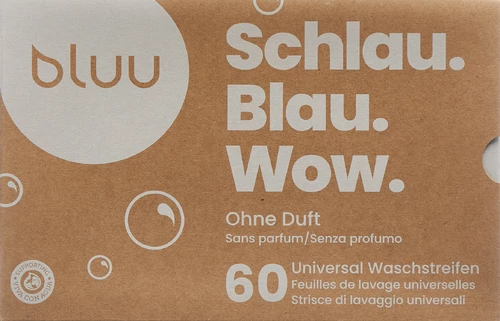 bluu
Schlau.
Blau.
Wow.
Ohne Duft
Sans parfum/Senza profumo
60
Universal Waschstreifen
Feuilles de lavage universelles
Strisce di lavaggio universali
SUPPORTING